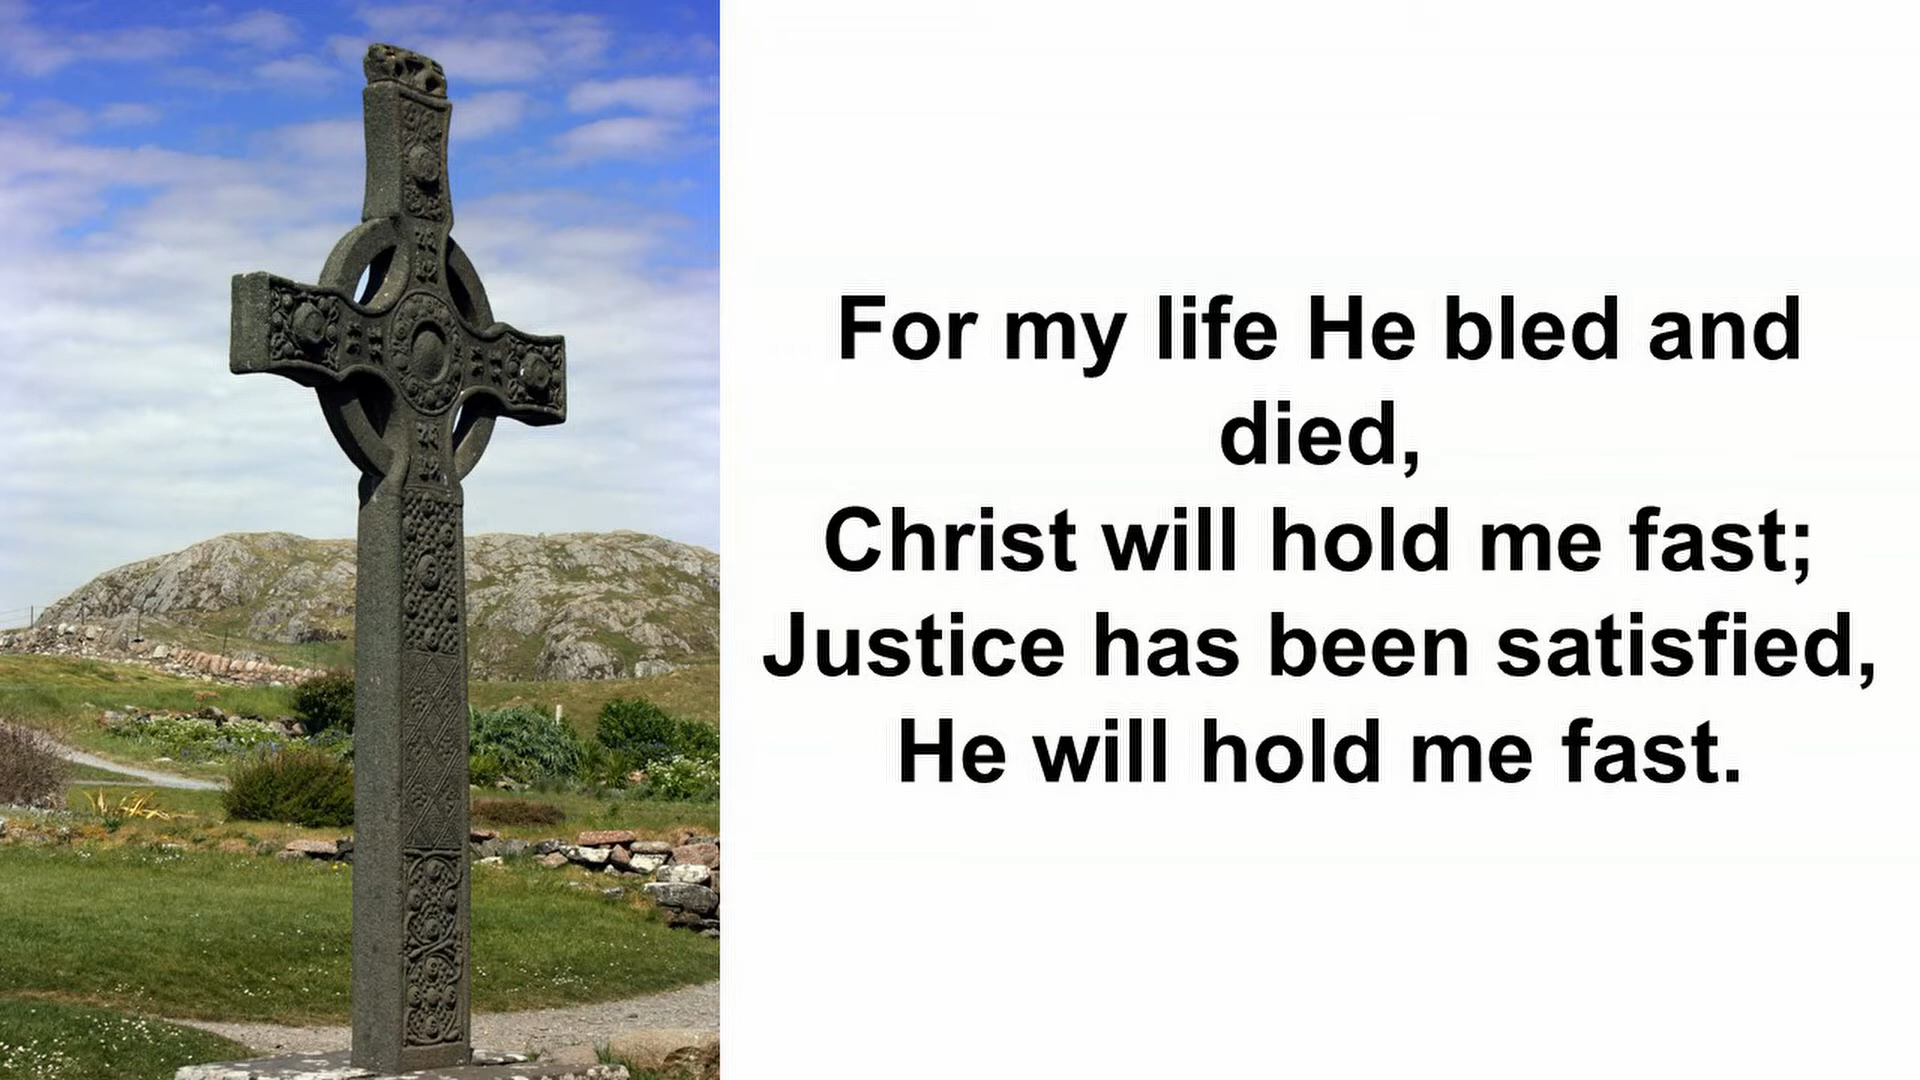 For my life He bled and
died,
Christ will hold me fast;
Justice has been satisfied,
He will hold me fast.